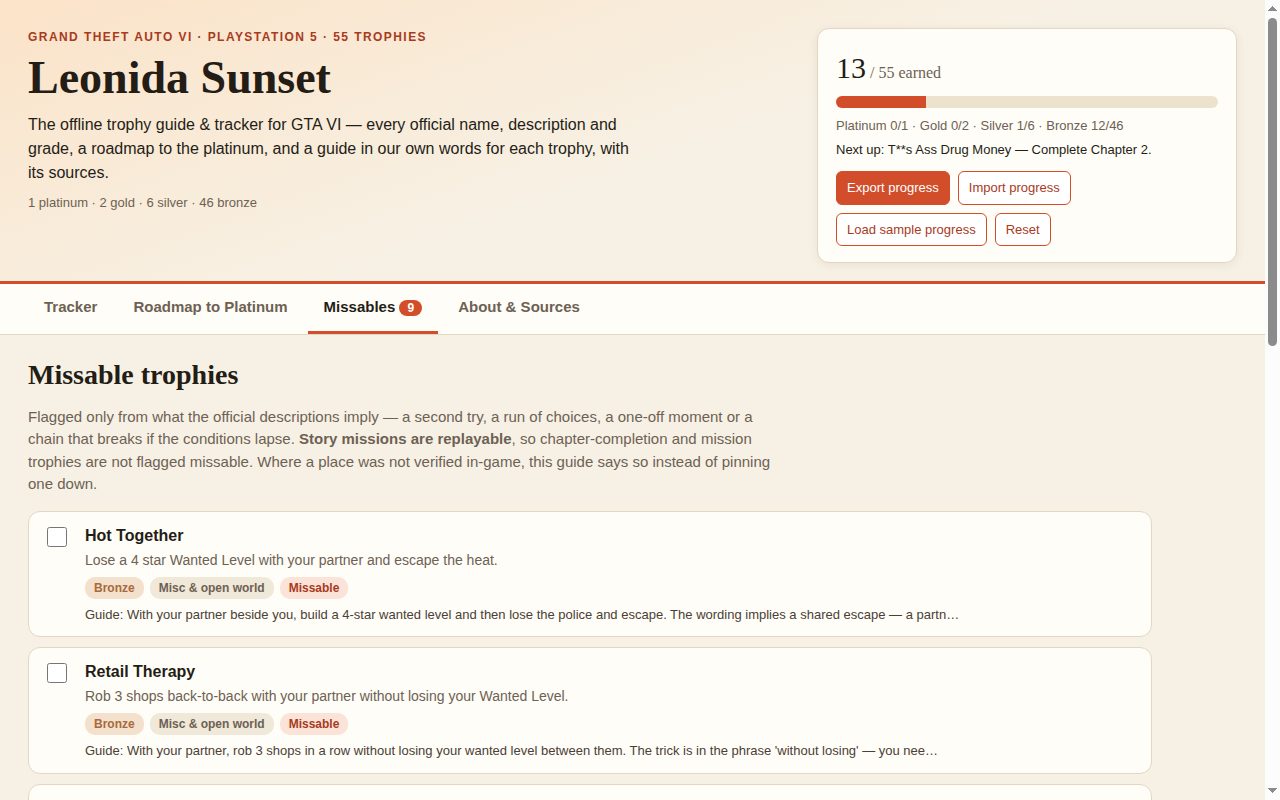 GRAND THEFT AUTO VI · PLAYSTATION 5 · 55 TROPHIES
Leonida Sunset
The offline trophy guide & tracker for GTA VI — every official name, description and
grade, a roadmap to the platinum, and a guide in our own words for each trophy, with
its sources.
1 platinum · 2 gold · 6 silver · 46 bronze
13 / 55 earned
Platinum 0/1 · Gold 0/2 · Silver 1/6 · Bronze 12/46
Next up: T**s Ass Drug Money — Complete Chapter 2.
Export progress
Import progress
Load sample progress
Reset
Tracker
Roadmap to Platinum
Missables 9
About & Sources
Missable trophies
Flagged only from what the official descriptions imply — a second try, a run of choices, a one-off moment or a
chain that breaks if the conditions lapse. Story missions are replayable, so chapter-completion and mission
trophies are not flagged missable. Where a place was not verified in-game, this guide says so instead of pinning
one down.
Hot Together
Lose a 4 star Wanted Level with your partner and escape the heat.
Bronze
Misc & open world
Missable
Guide: With your partner beside you, build a 4-star wanted level and then lose the police and escape. The wording implies a shared escape — a partn…
Retail Therapy
Rob 3 shops back-to-back with your partner without losing your Wanted Level.
Bronze
Misc & open world
Missable
Guide: With your partner, rob 3 shops in a row without losing your wanted level between them. The trick is in the phrase 'without losing' — you nee…